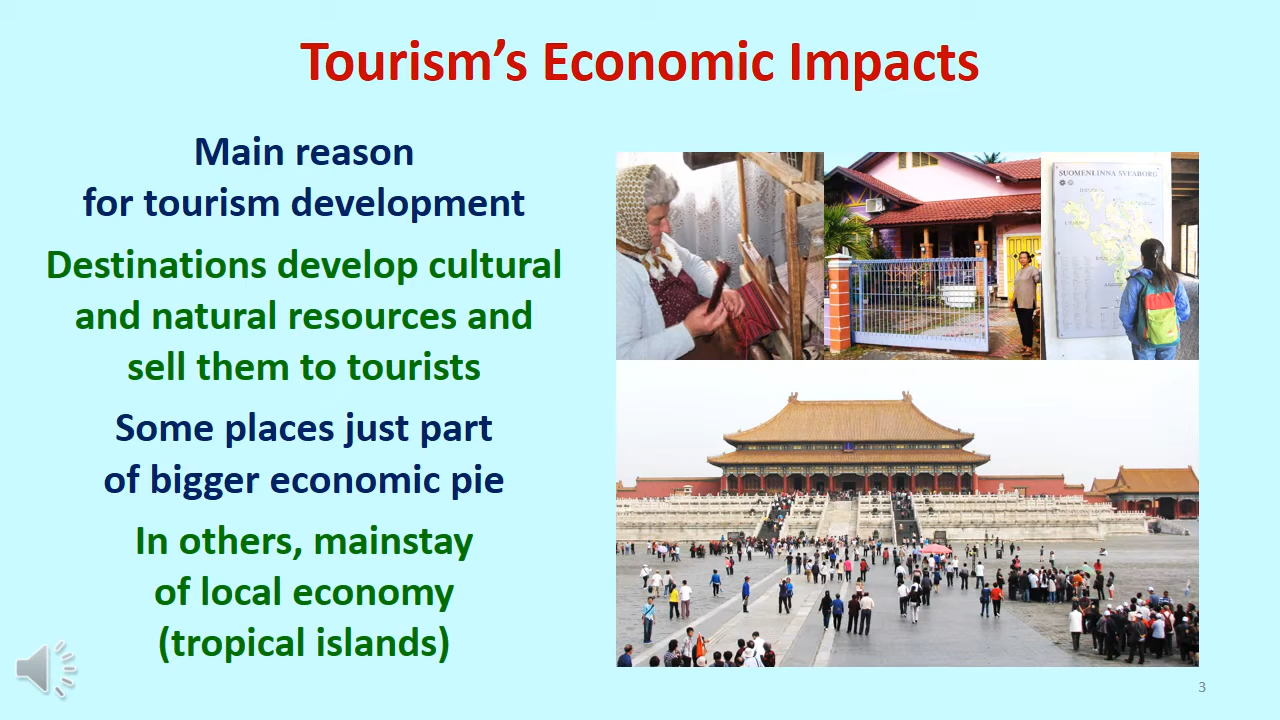 Tourism’s Economic Impacts
Main reason
for tourism development
Destinations develop cultural
and natural resources and
sell them to tourists
Some places just part
of bigger economic pie
In others, mainstay
of local economy
(tropical islands)
SUOMENLINNA SVEABORG
3